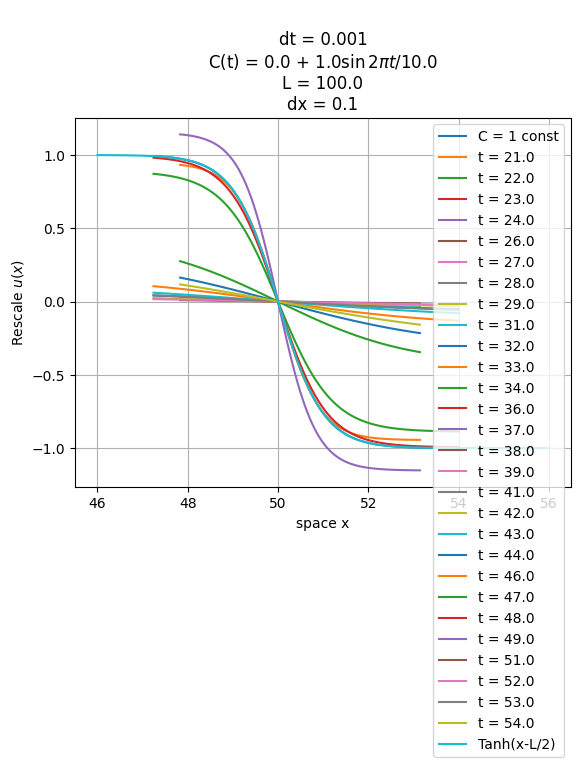 dt = 0.001
C(t) = 0.0 + 1.0sin 2πt/10.0
L = 100.0
dx = 0.1
Rescale u(x)
1.0
0.5
0.0
−0.5
−1.0
46
48
50
52
54
56
space x
C = 1 const
t = 21.0
t = 22.0
t = 23.0
t = 24.0
t = 26.0
t = 27.0
t = 28.0
t = 29.0
t = 31.0
t = 32.0
t = 33.0
t = 34.0
t = 36.0
t = 37.0
t = 38.0
t = 39.0
t = 41.0
t = 42.0
t = 43.0
t = 44.0
t = 46.0
t = 47.0
t = 48.0
t = 49.0
t = 51.0
t = 52.0
t = 53.0
t = 54.0
Tanh(x-L/2)